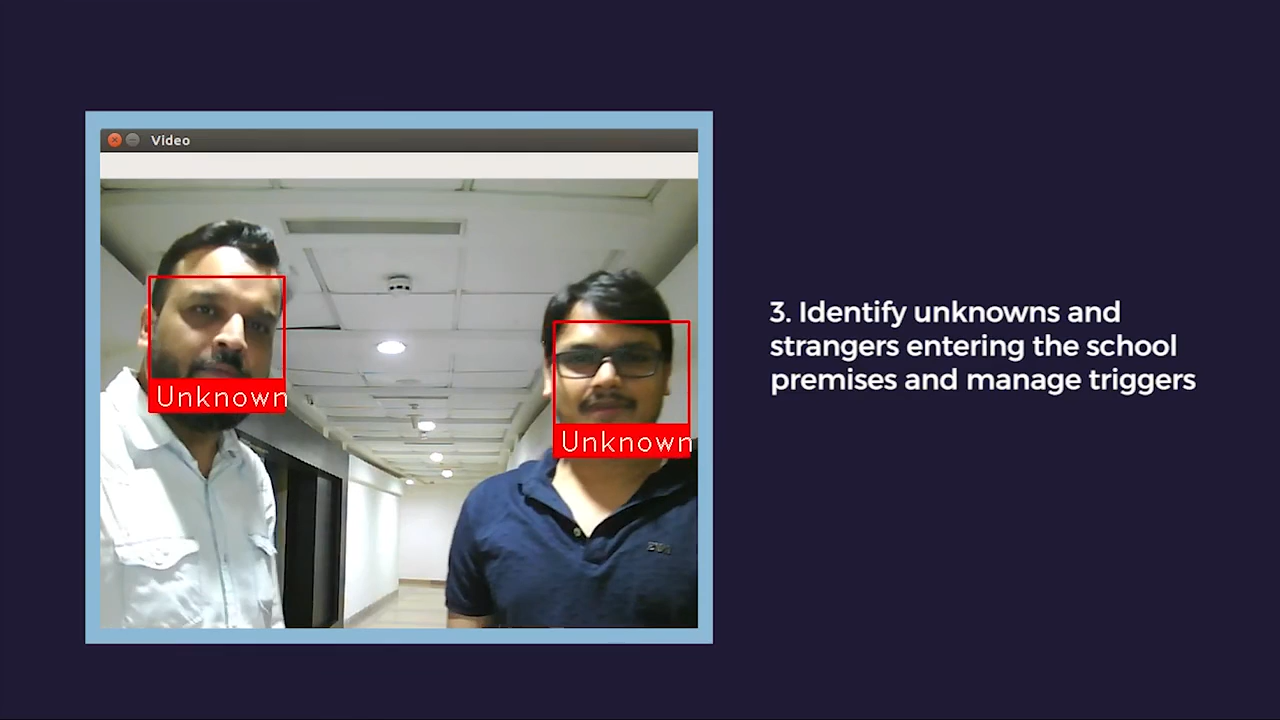 Video
Unknown
Unknown
3. Identify unknowns and
strangers entering the school
premises and manage triggers